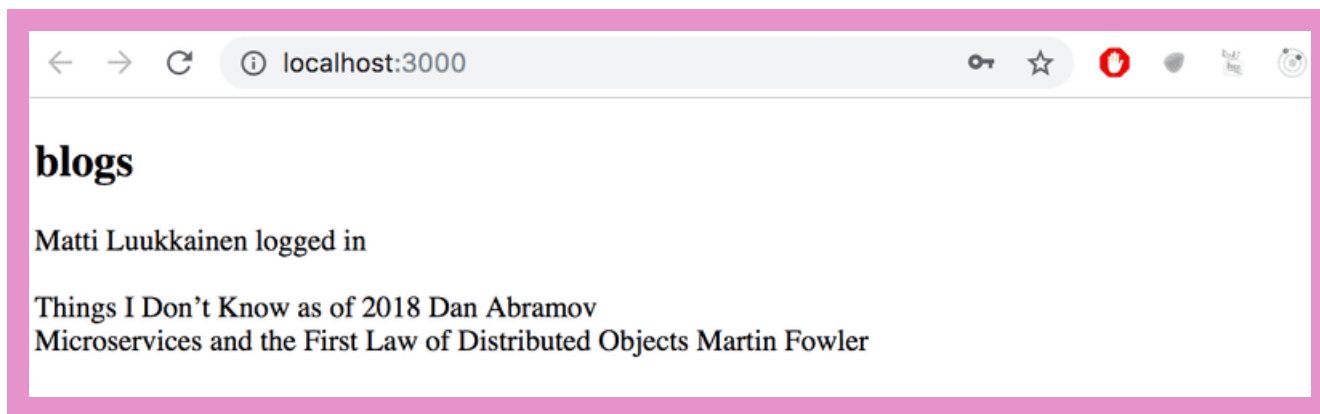 localhost:3000
blogs
Matti Luukkainen logged in
Things I Don’t Know as of 2018 Dan Abramov
Microservices and the First Law of Distributed Objects Martin Fowler